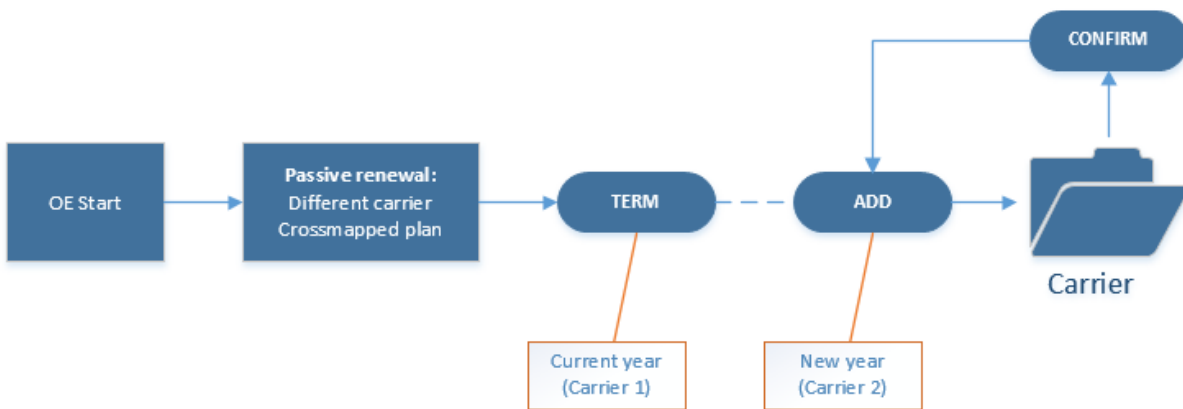 CONFIRM
OE Start
Passive renewal:
Different carrier
Crossmapped plan
TERM
ADD
Carrier
Current year
(Carrier 1)
New year
(Carrier 2)